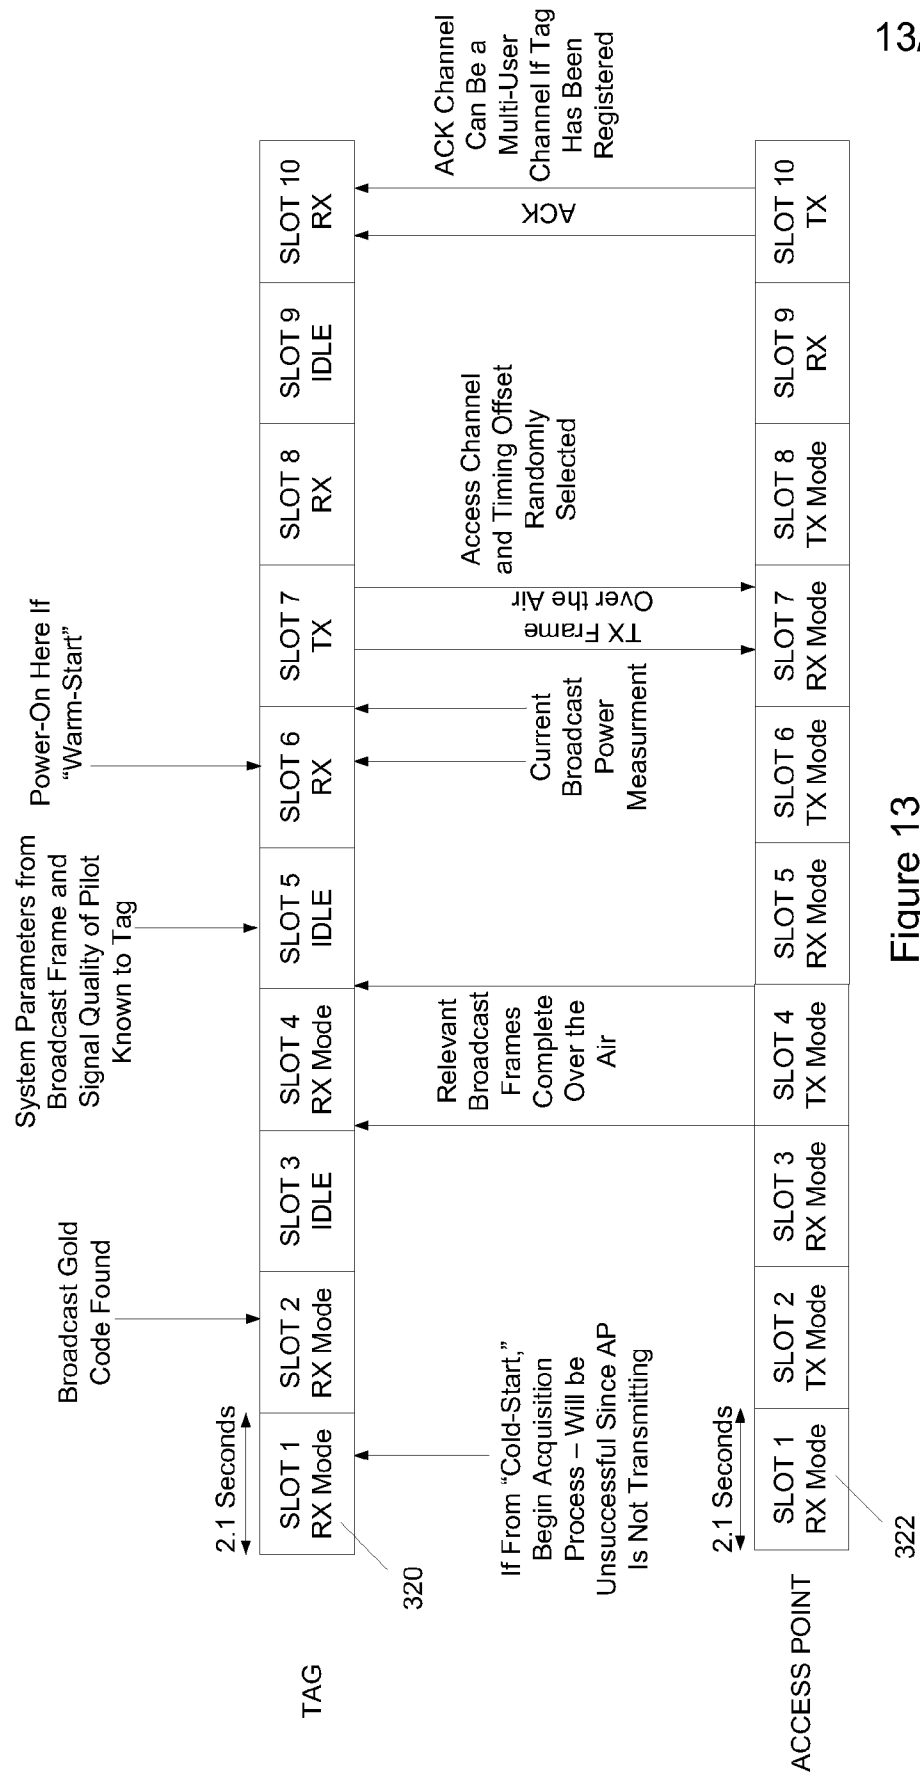 13/
System Parameters from
Broadcast Frame and
Signal Quality of Pilot
Known to Tag
Power-On Here If
“Warm-Start”
Broadcast Gold
Code Found
2.1 Seconds
TAG
SLOT 1
RX Mode
SLOT 2
RX Mode
SLOT 3
IDLE
SLOT 4
RX Mode
SLOT 5
IDLE
SLOT 6
RX
SLOT 7
TX
SLOT 8
RX
SLOT 9
IDLE
SLOT 10
RX
320
If From “Cold-Start,”
Begin Acquisition
Process – Will be
Unsuccessful Since AP
Is Not Transmitting
Relevant
Broadcast
Frames
Complete
Over the
Air
Current
Broadcast
Power
Measurment
TX Frame
Over the Air
Access Channel
and Timing Offset
Randomly
Selected
ACK
ACK Channel
Can Be a
Multi-User
Channel If Tag
Has Been
Registered
2.1 Seconds
ACCESS POINT
SLOT 1
RX Mode
SLOT 2
TX Mode
SLOT 3
RX Mode
SLOT 4
TX Mode
SLOT 5
RX Mode
SLOT 6
TX Mode
SLOT 7
RX Mode
SLOT 8
TX Mode
SLOT 9
RX
SLOT 10
TX
322
Figure 13